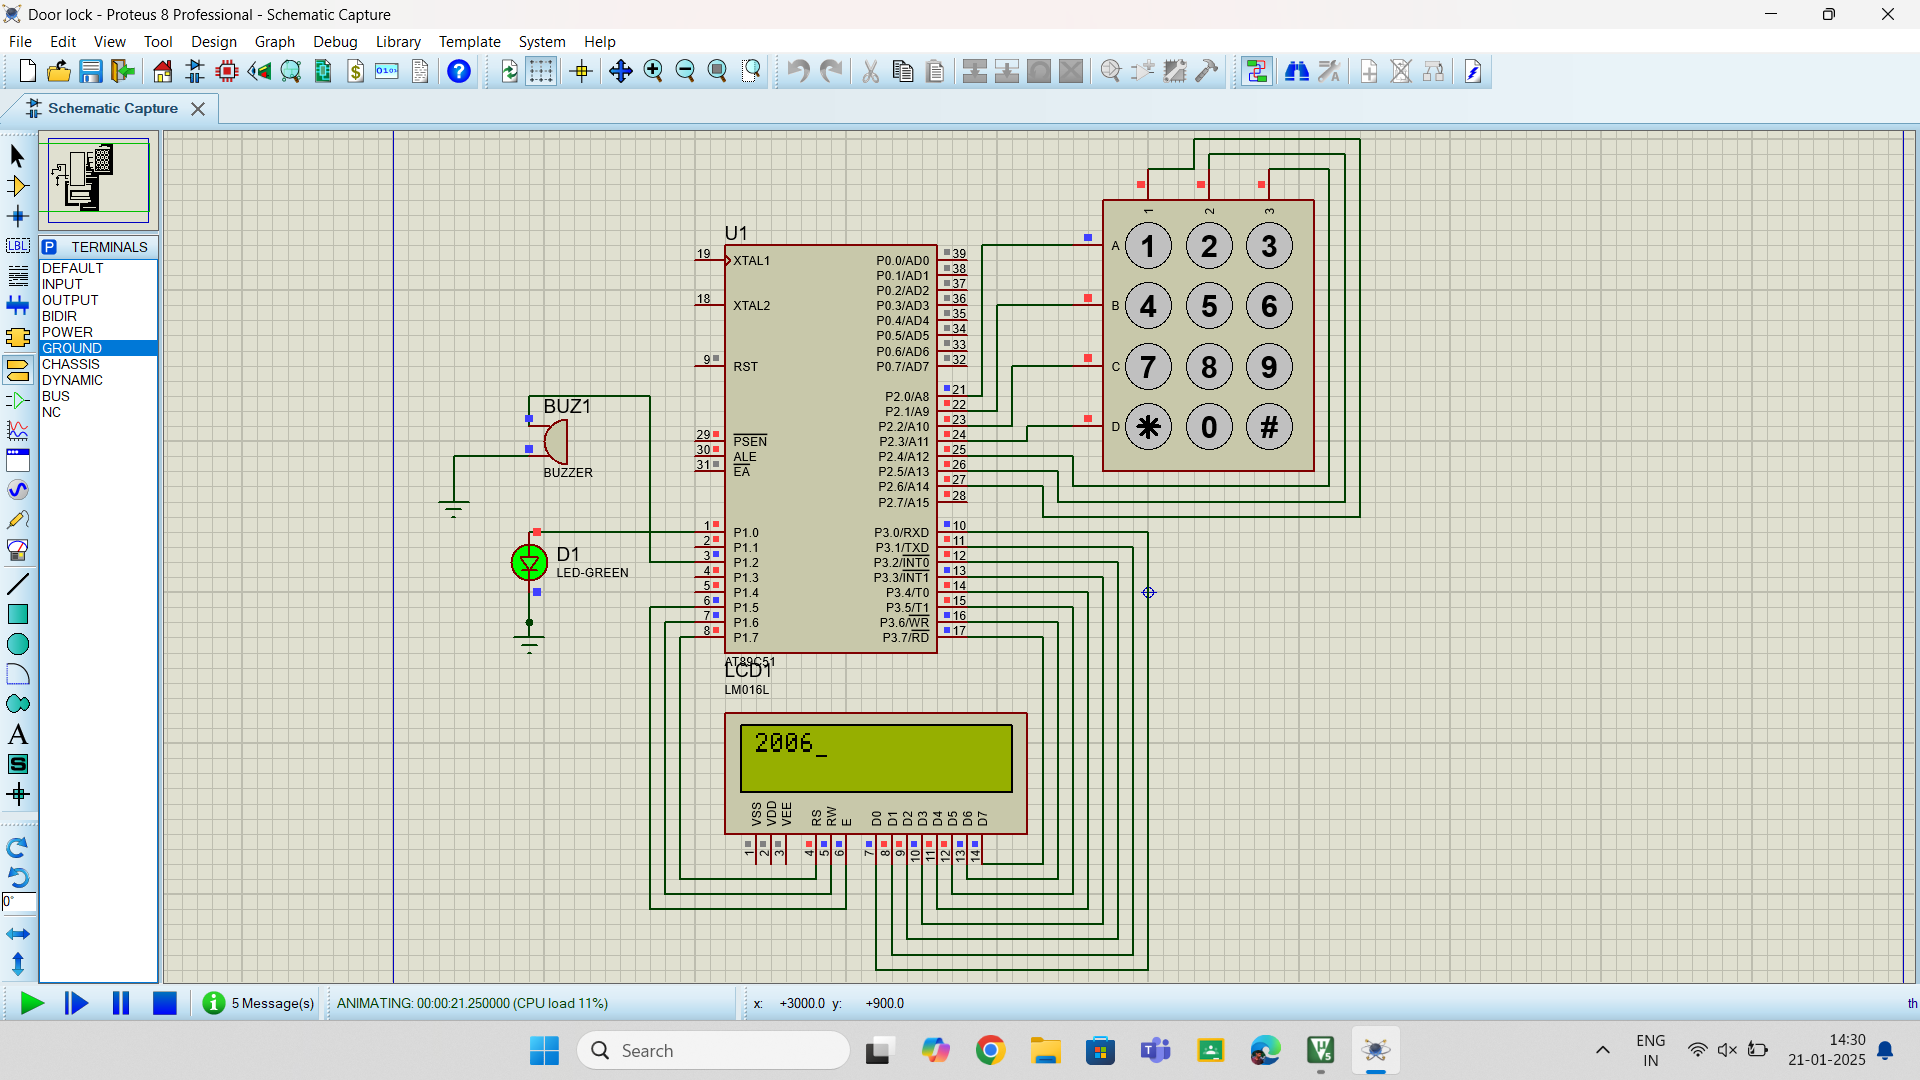 Door lock - Proteus 8 Professional - Schematic Capture
File Edit View Tool Design Graph Debug Library Template System Help
Schematic Capture
LBL
P TERMINALS
DEFAULT
INPUT
OUTPUT
BIDIR
POWER
GROUND
CHASSIS
DYNAMIC
BUS
NC
A
S
0°
U1
19 XTAL1
18 XTAL2
9 RST
29 PSEN
30 ALE
31 EA
1 P1.0
2 P1.1
3 P1.2
4 P1.3
5 P1.4
6 P1.5
7 P1.6
8 P1.7
P0.0/AD0 39
P0.1/AD1 38
P0.2/AD2 37
P0.3/AD3 36
P0.4/AD4 35
P0.5/AD5 34
P0.6/AD6 33
P0.7/AD7 32
P2.0/A8 21
P2.1/A9 22
P2.2/A10 23
P2.3/A11 24
P2.4/A12 25
P2.5/A13 26
P2.6/A14 27
P2.7/A15 28
P3.0/RXD 10
P3.1/TXD 11
P3.2/INT0 12
P3.3/INT1 13
P3.4/T0 14
P3.5/T1 15
P3.6/WR 16
P3.7/RD 17
AT89C51
BUZ1
BUZZER
D1
LED-GREEN
1 2 3
A 1 2 3
B 4 5 6
C 7 8 9
D * 0 #
LCD1
LM016L
2006_
VSS VDD VEE RS RW E D0 D1 D2 D3 D4 D5 D6 D7
1 2 3 4 5 6 7 8 9 10 11 12 13 14
5 Message(s)
ANIMATING: 00:00:21.250000 (CPU load 11%)
x: +3000.0 y: +900.0
th
Search
ENG
IN
14:30
21-01-2025